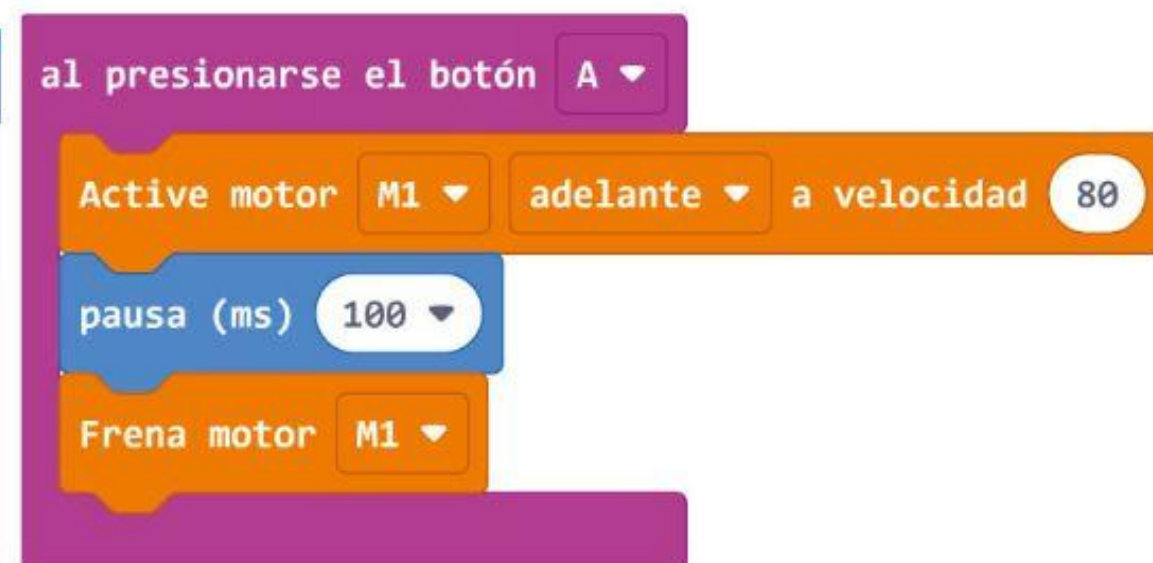 al presionarse el botón A
Active motor M1 adelante a velocidad 80
pausa (ms) 100
Frena motor M1